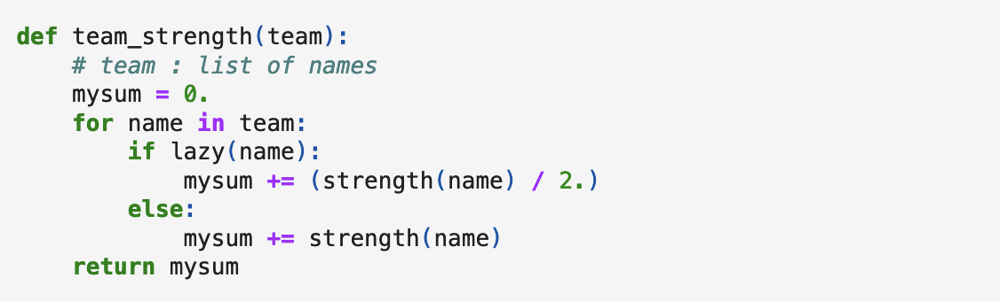 def team_strength(team):
    # team : list of names
    mysum = 0.
    for name in team:
        if lazy(name):
            mysum += (strength(name) / 2.)
        else:
            mysum += strength(name)
    return mysum